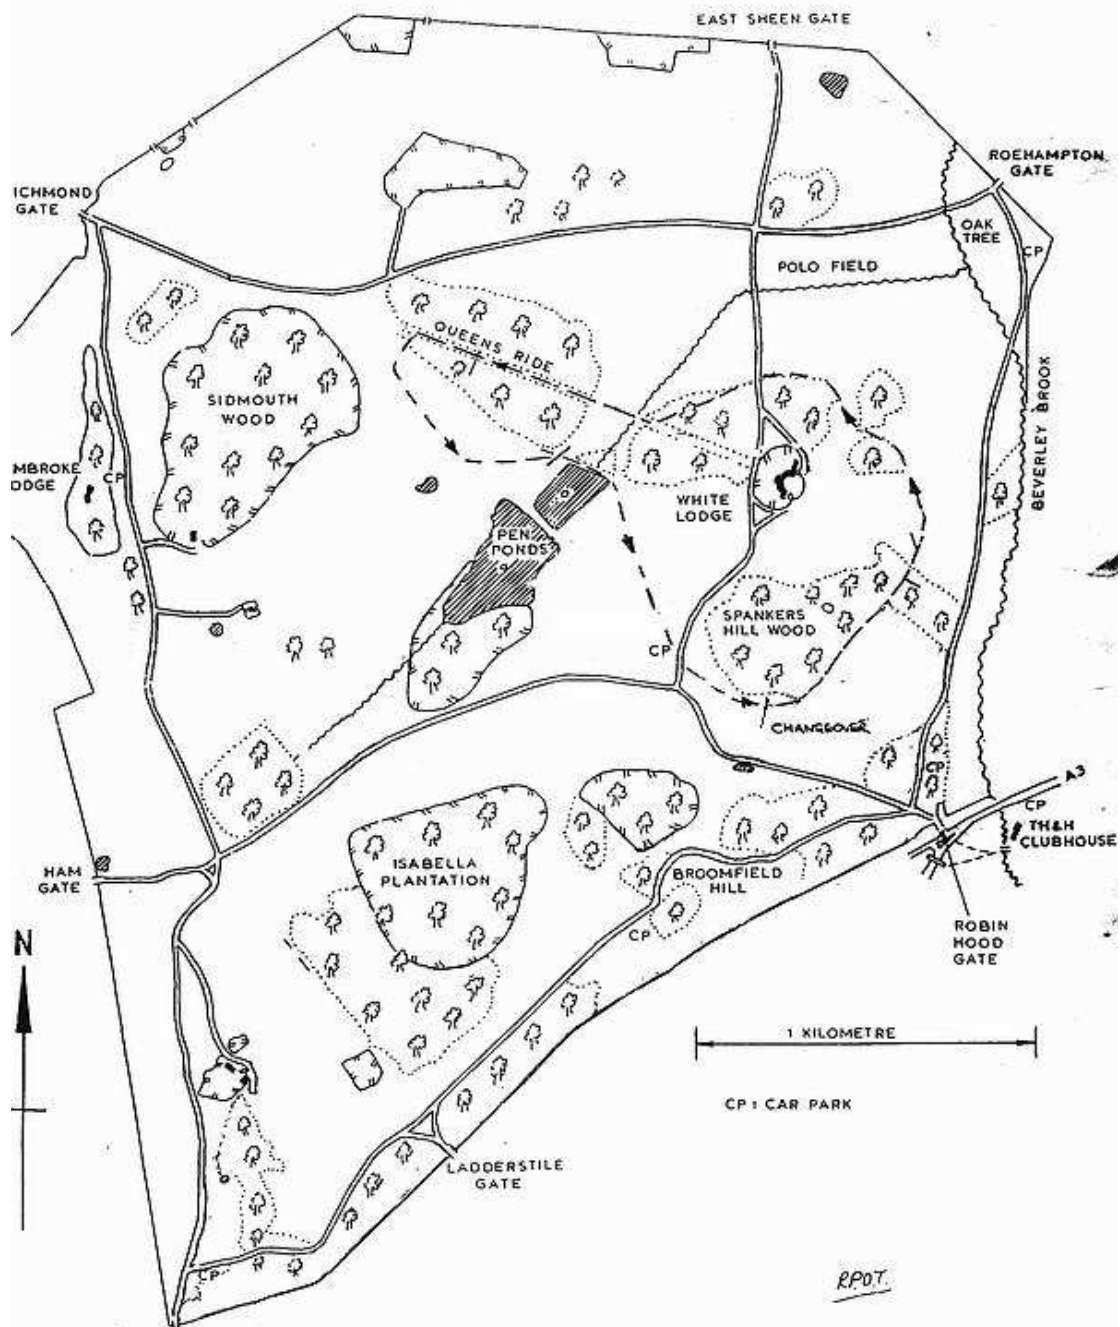 EAST SHEEN GATE
ROEHAMPTON
GATE
ICHMOND
GATE
OAK
TREE
CP
POLO FIELD
QUEENS RIDE
SIDMOUTH
WOOD
BEVERLEY BROOK
MBROKE
ODGE
CP
WHITE
LODGE
PEN
PONDS
SPANKERS
HILL WOOD
CP
CHANGEOVER
CP
A3
CP
TH&H
CLUBHOUSE
HAM
GATE
ISABELLA
PLANTATION
BROOMFIELD
HILL
CP
ROBIN
HOOD
GATE
N
1 KILOMETRE
CP : CAR PARK
LADDERSTILE
GATE
CP
R.P.O.T.